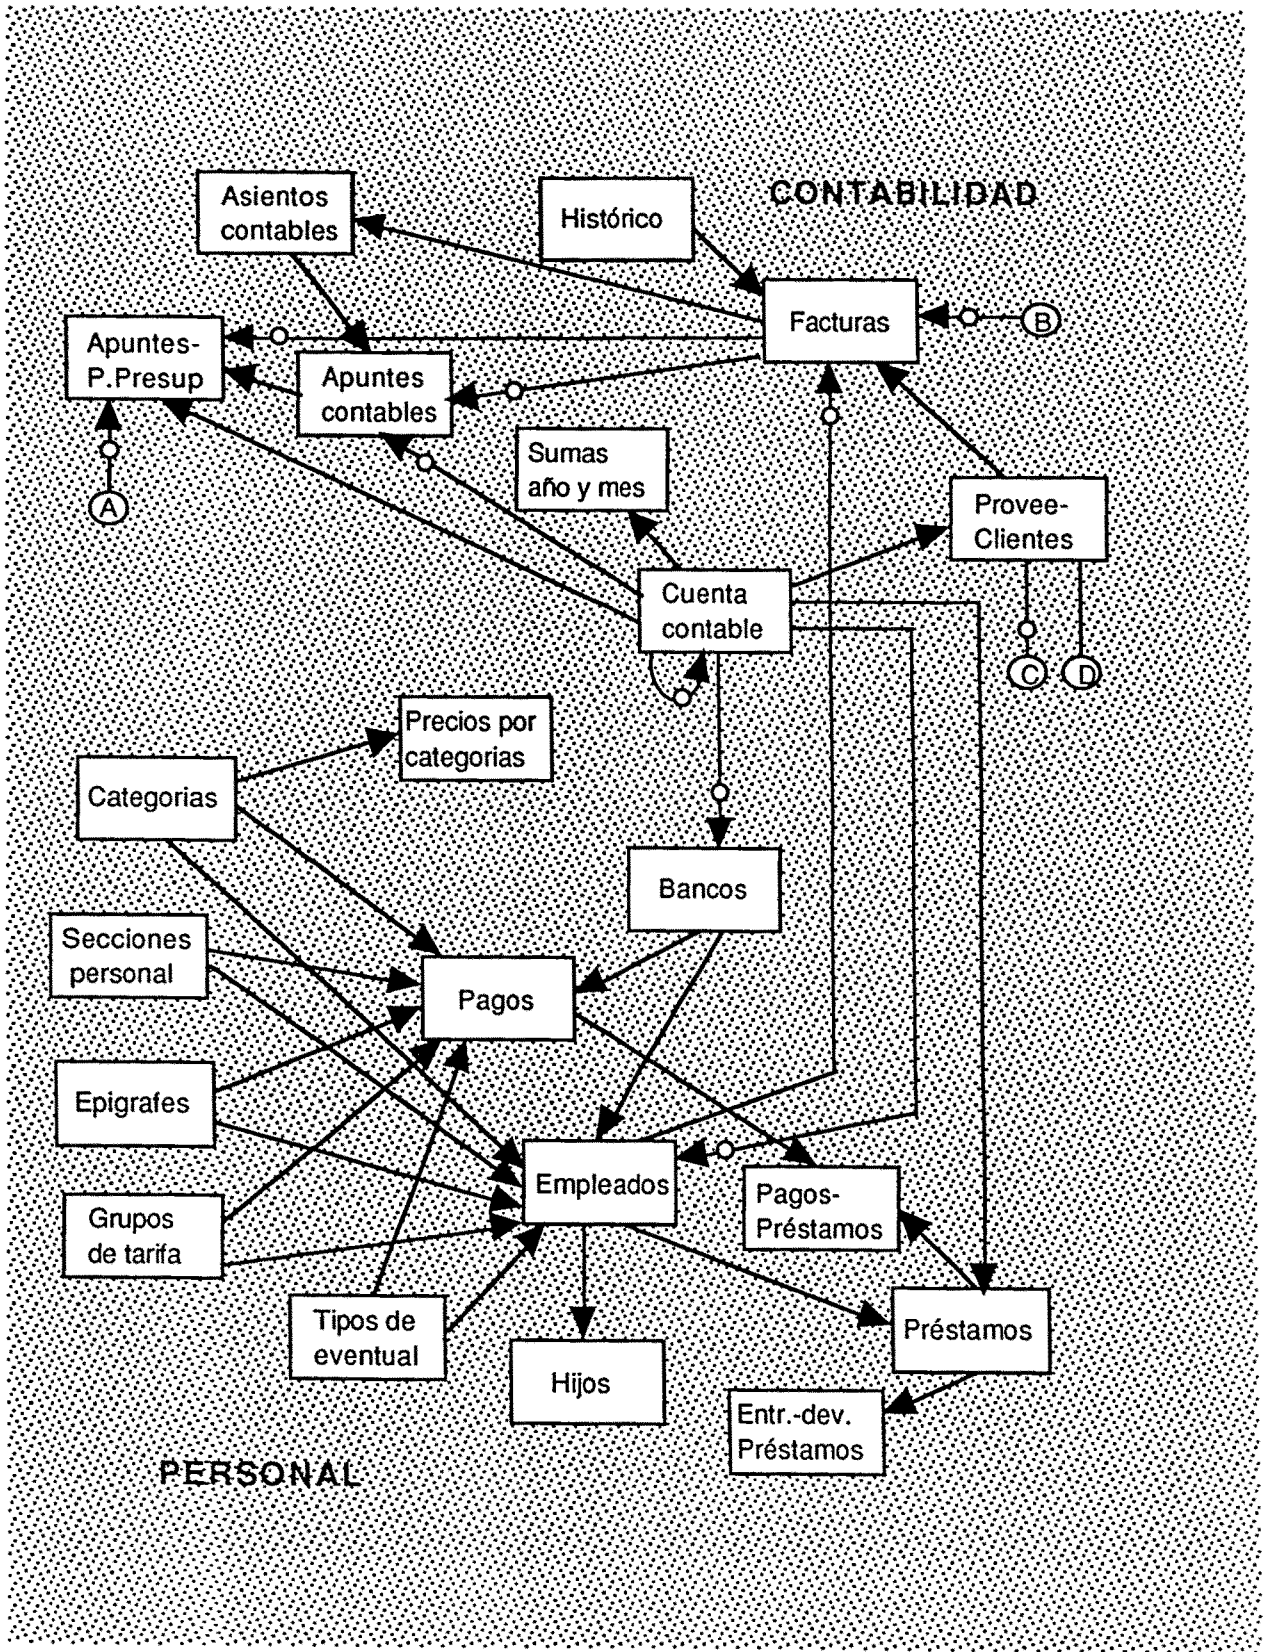 Asientos
contables
Histórico
CONTABILIDAD
Facturas
B
Apuntes-
P.Presup
Apuntes
contables
A
Sumas
año y mes
Provee-
Clientes
Cuenta
contable
C
D
Precios por
categorias
Categorias
Bancos
Secciones
personal
Pagos
Epigrafes
Empleados
Pagos-
Préstamos
Grupos
de tarifa
Tipos de
eventual
Hijos
Préstamos
Entr.-dev.
Préstamos
PERSONAL